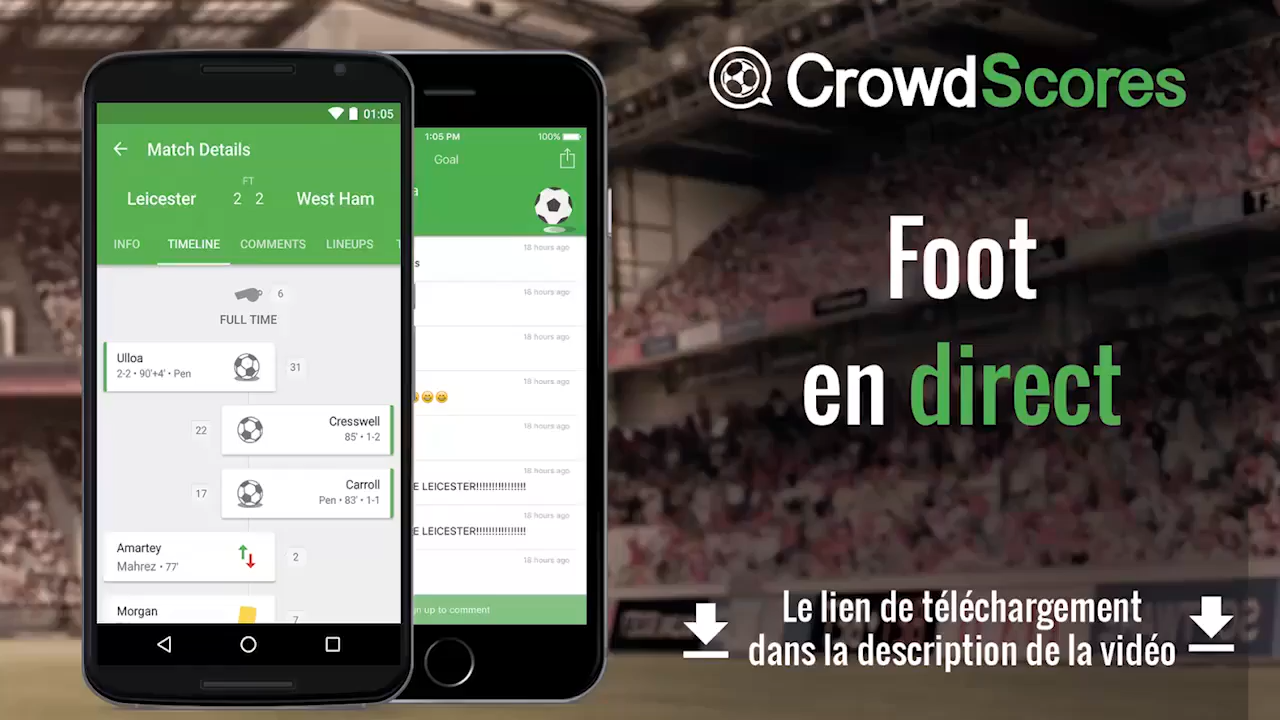 CrowdScores
Foot
en direct
Le lien de téléchargement
dans la description de la vidéo
01:05
Match Details
FT
Leicester 2 2 West Ham
INFO TIMELINE COMMENTS LINEUPS
6
FULL TIME
Ulloa
2-2 • 90'+4' • Pen
31
Cresswell
85' • 1-2
22
Carroll
Pen • 83' • 1-1
17
Amartey
Mahrez • 77'
2
Morgan
7
1:05 PM 100%
Goal
18 hours ago
18 hours ago
18 hours ago
18 hours ago
18 hours ago
18 hours ago
E LEICESTER!!!!!!!!!!!!!!!!
18 hours ago
E LEICESTER!!!!!!!!!!!!!!!!
18 hours ago
up to comment